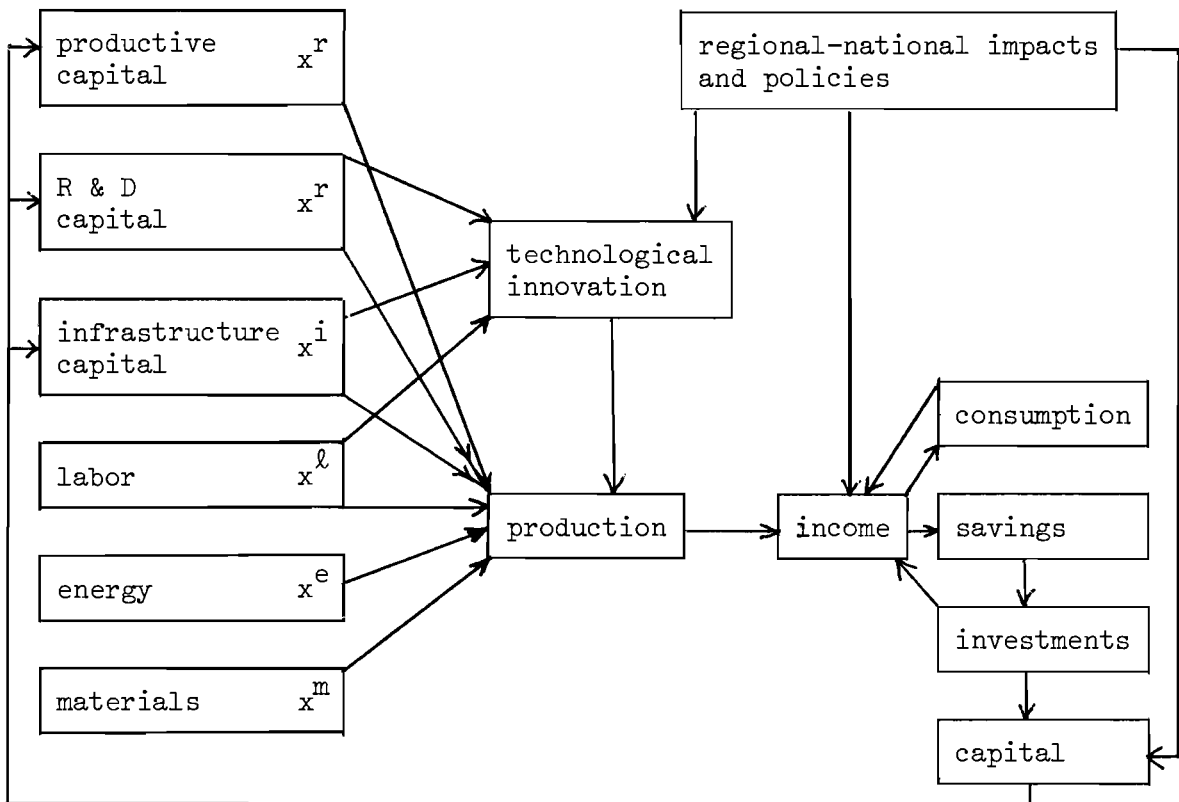 productive x^r
capital
regional-national impacts
and policies
R & D x^r
capital
technological
innovation
infrastructure x^i
capital
consumption
labor x^ℓ
production
income
savings
energy x^e
investments
materials x^m
capital